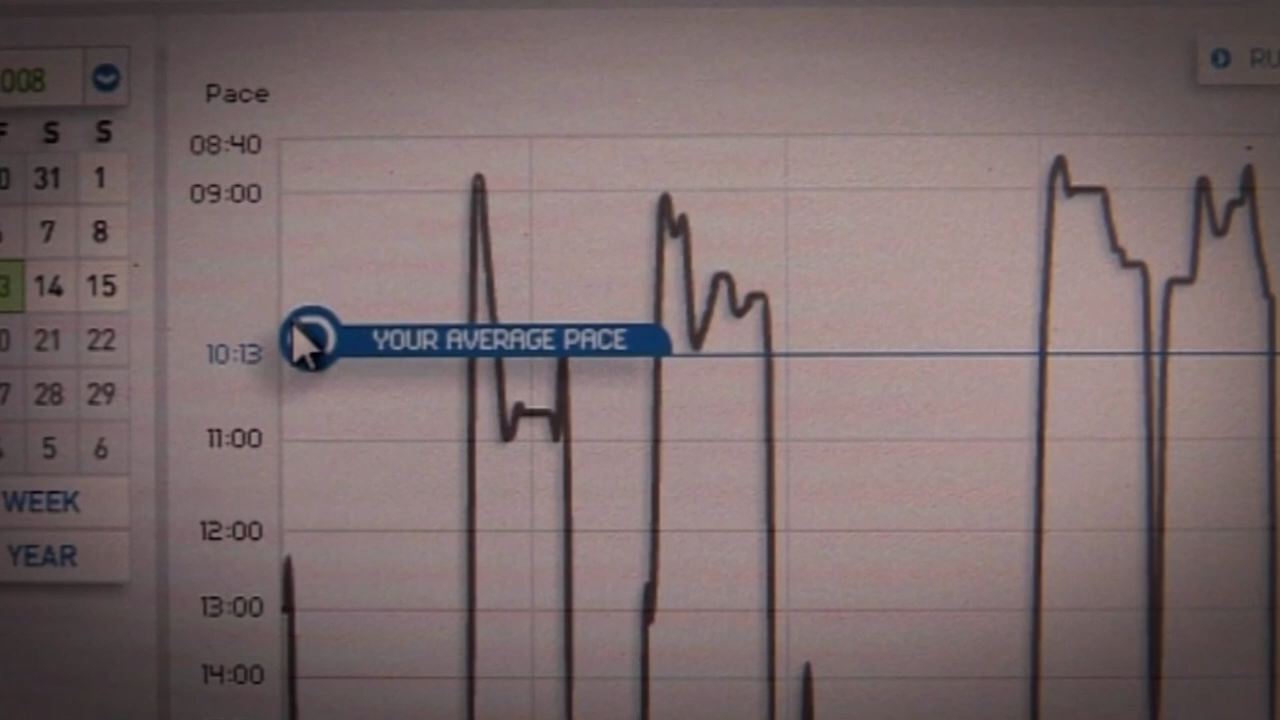 008
F S S
31 1
7 8
14 15
21 22
28 29
5 6
WEEK
YEAR
Pace
08:40
09:00
10:13
YOUR AVERAGE PACE
11:00
12:00
13:00
14:00
RU